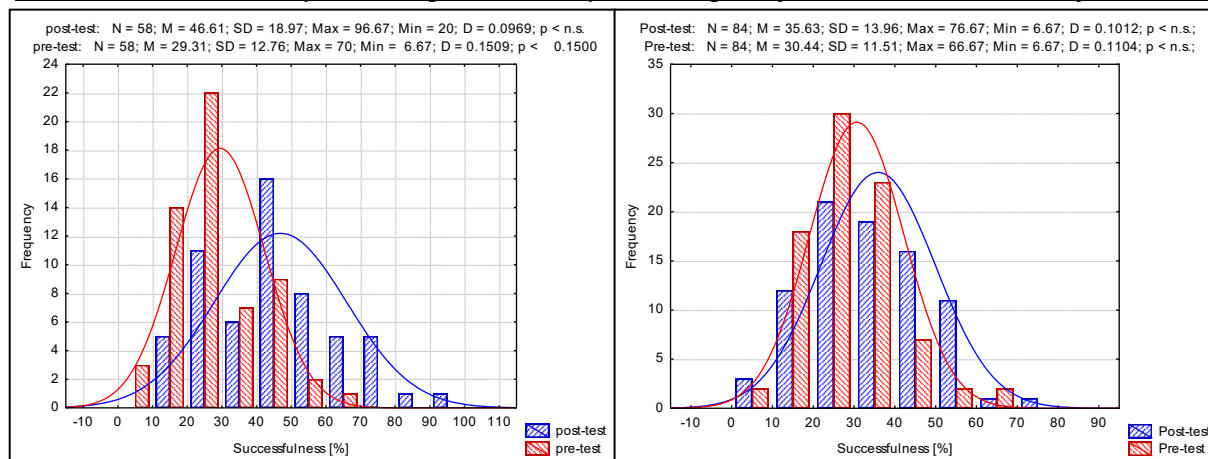 post-test: N = 58; M = 46.61; SD = 18.97; Max = 96.67; Min = 20; D = 0.0969; p < n.s.
pre-test: N = 58; M = 29.31; SD = 12.76; Max = 70; Min = 6.67; D = 0.1509; p < 0.1500
24
22
20
18
16
14
12
10
8
6
4
2
0
Frequency
-10 0 10 20 30 40 50 60 70 80 90 100 110
Successfulness [%]
post-test
pre-test
Post-test: N = 84; M = 35.63; SD = 13.96; Max = 76.67; Min = 6.67; D = 0.1012; p < n.s.;
Pre-test: N = 84; M = 30.44; SD = 11.51; Max = 66.67; Min = 6.67; D = 0.1104; p < n.s.;
35
30
25
20
15
10
5
0
Frequency
-10 0 10 20 30 40 50 60 70 80 90
Successfulness [%]
Post-test
Pre-test